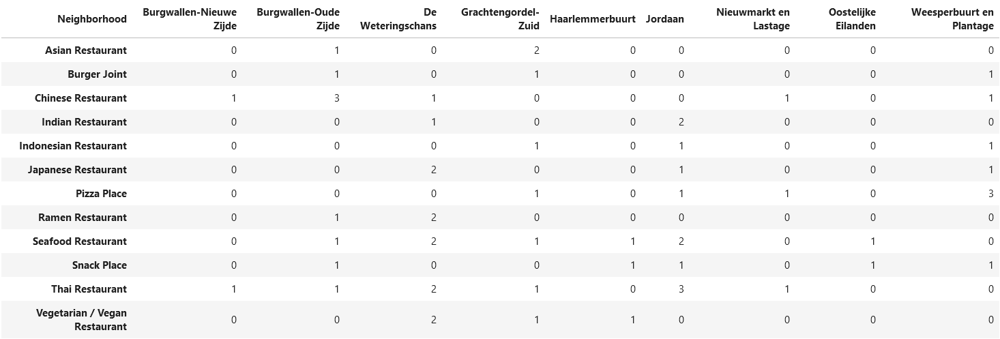 Neighborhood Burgwallen-Nieuwe Zijde Burgwallen-Oude Zijde De Weteringschans Grachtengordel-Zuid Haarlemmerbuurt Jordaan Nieuwmarkt en Lastage Oostelijke Eilanden Weesperbuurt en Plantage
Asian Restaurant 0 1 0 2 0 0 0 0 0
Burger Joint 0 1 0 1 0 0 0 0 1
Chinese Restaurant 1 3 1 0 0 0 1 0 1
Indian Restaurant 0 0 1 0 0 2 0 0 0
Indonesian Restaurant 0 0 0 1 0 1 0 0 1
Japanese Restaurant 0 0 2 0 0 1 0 0 1
Pizza Place 0 0 0 1 0 1 1 0 3
Ramen Restaurant 0 1 2 0 0 0 0 0 0
Seafood Restaurant 0 1 2 1 1 2 0 1 0
Snack Place 0 1 0 0 1 1 0 1 1
Thai Restaurant 1 1 2 1 0 3 1 0 0
Vegetarian / Vegan Restaurant 0 0 2 1 1 0 0 0 0